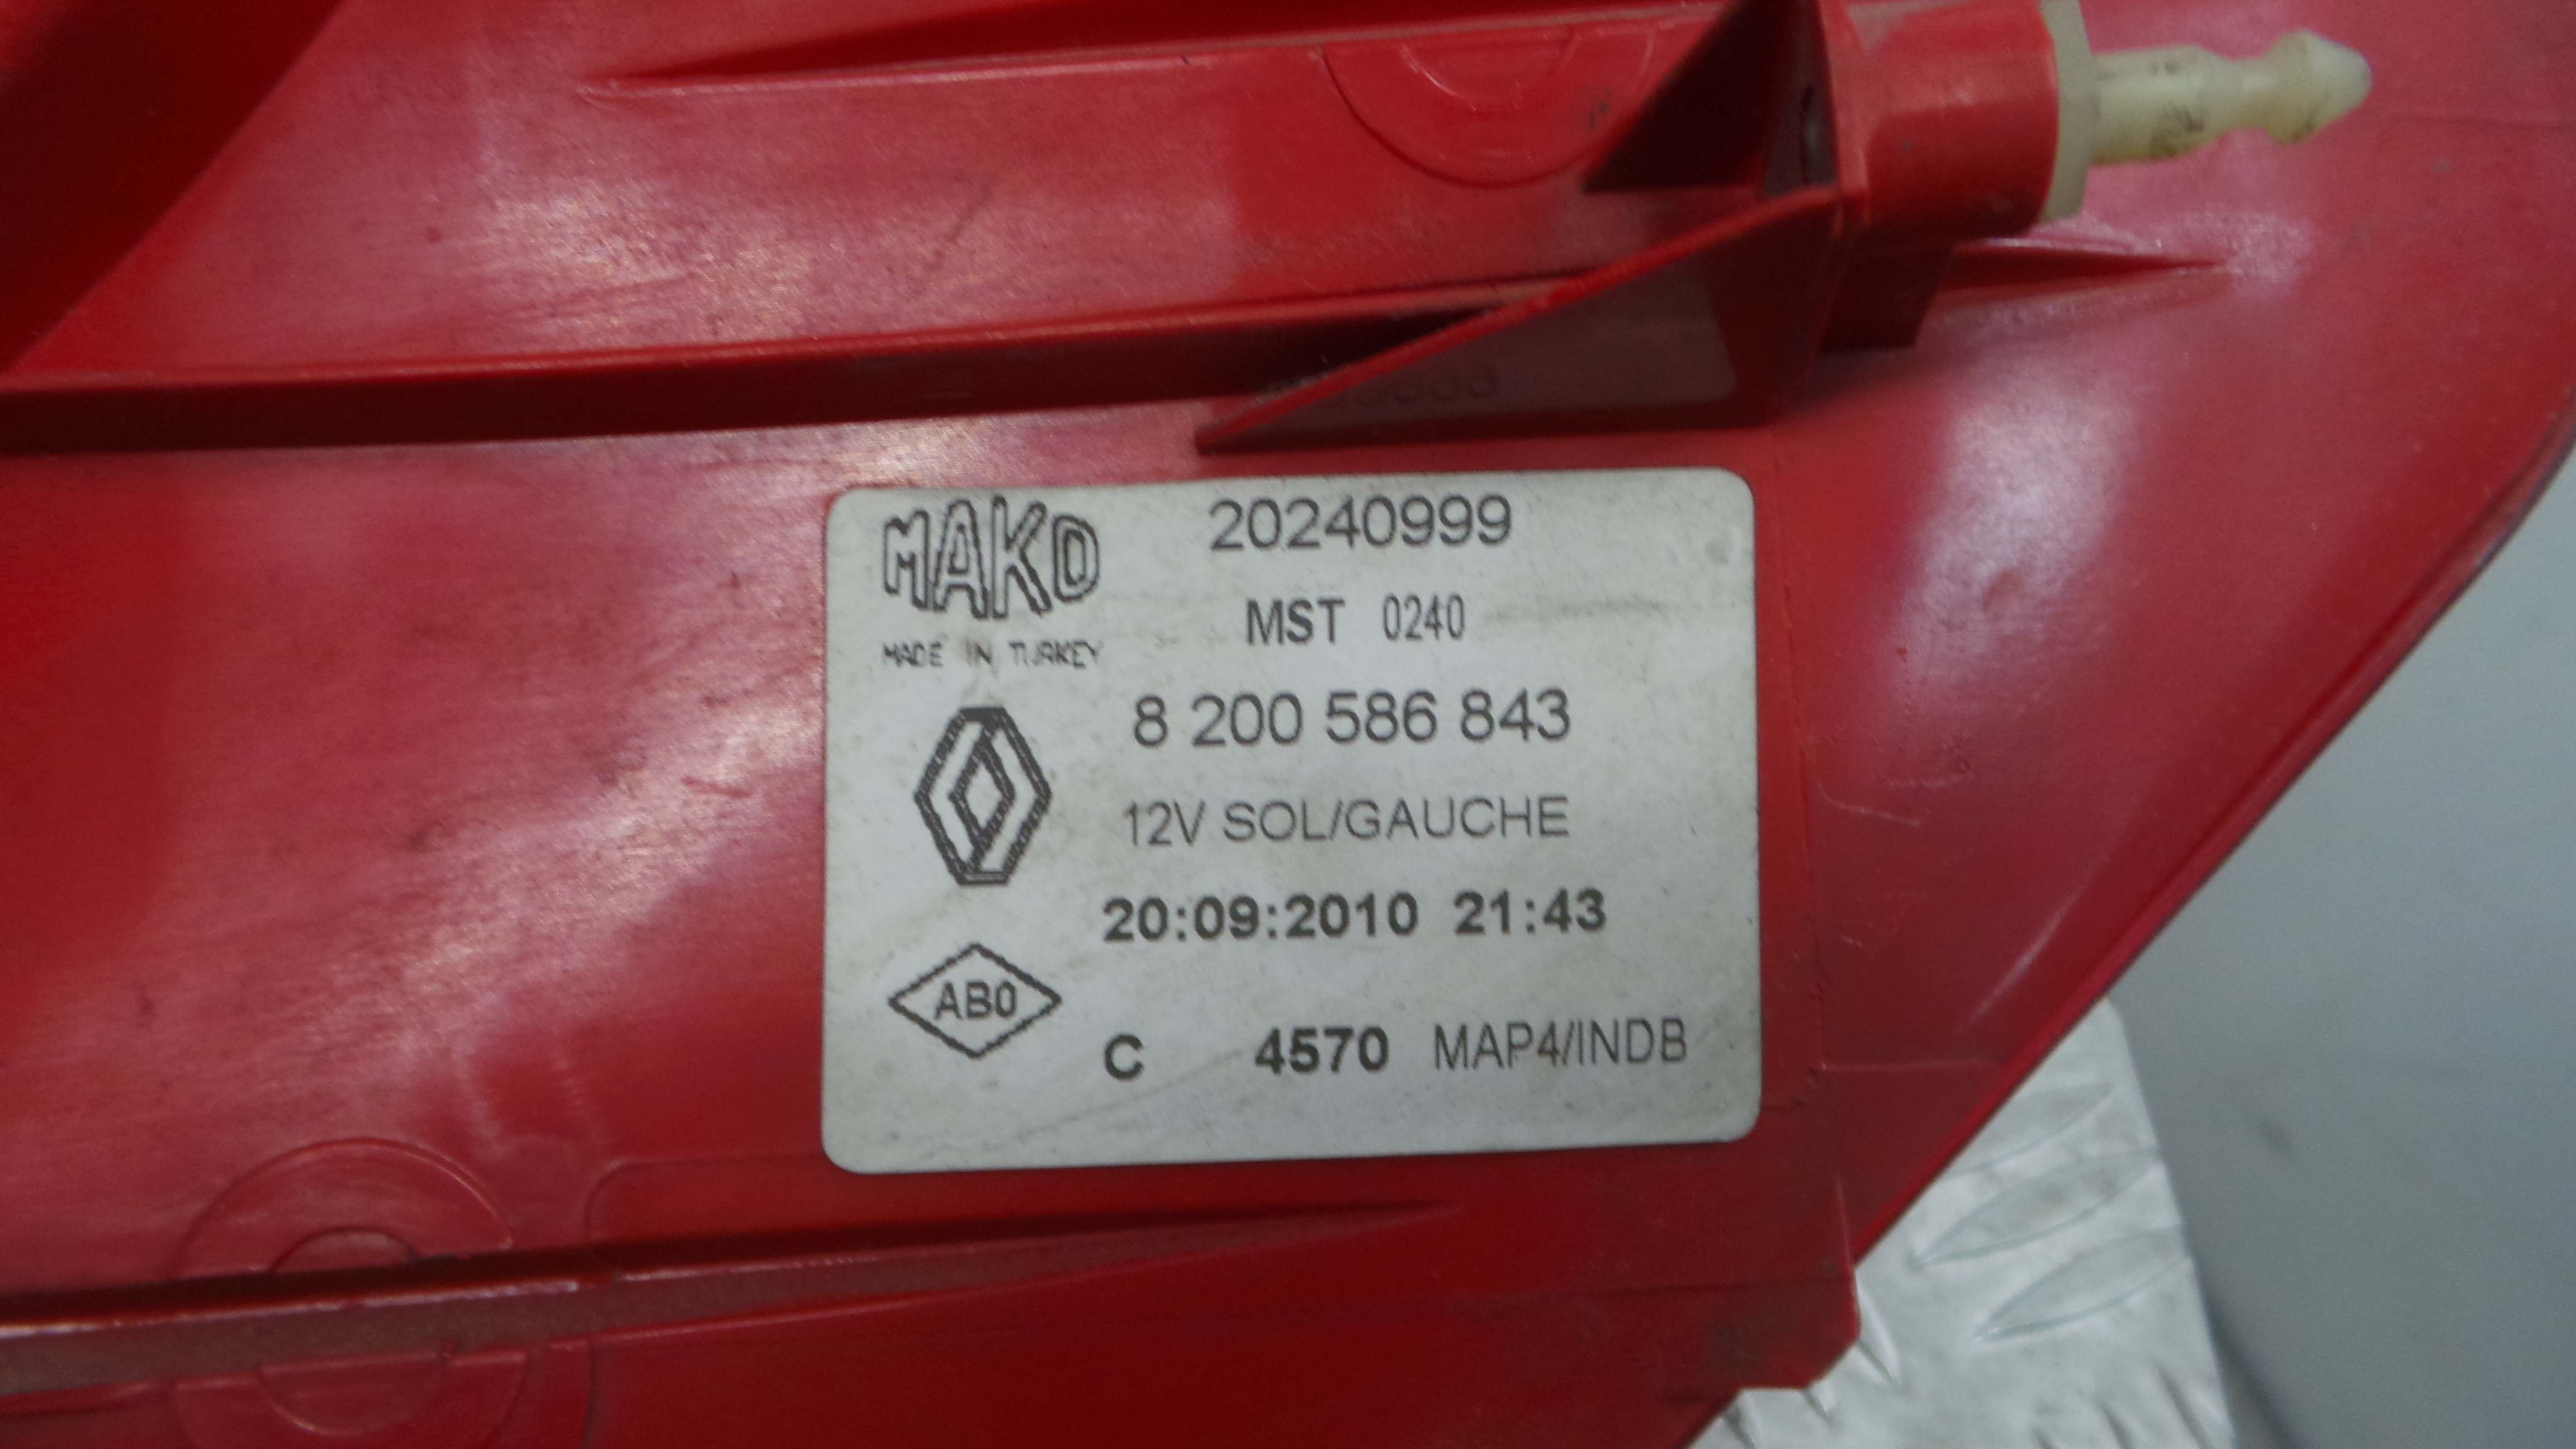 MAKO 20240999
MST 0240
MADE IN TURKEY
8 200 586 843
12V SOL/GAUCHE
20:09:2010 21:43
AB0
C 4570 MAP4/INDB